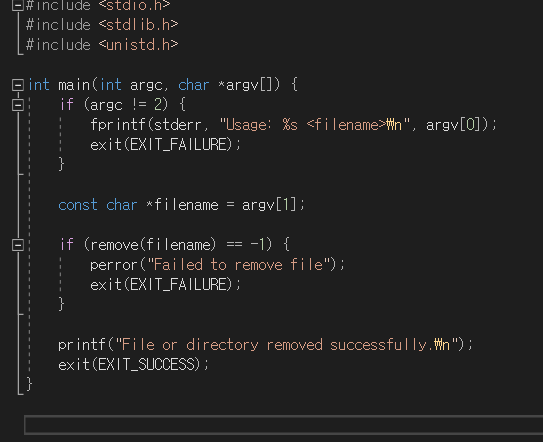 #include <stdio.h>
#include <stdlib.h>
#include <unistd.h>
int main(int argc, char *argv[]) {
if (argc != 2) {
fprintf(stderr, "Usage: %s <filename>₩n", argv[0]);
exit(EXIT_FAILURE);
}
const char *filename = argv[1];
if (remove(filename) == -1) {
perror("Failed to remove file");
exit(EXIT_FAILURE);
}
printf("File or directory removed successfully.₩n");
exit(EXIT_SUCCESS);
}